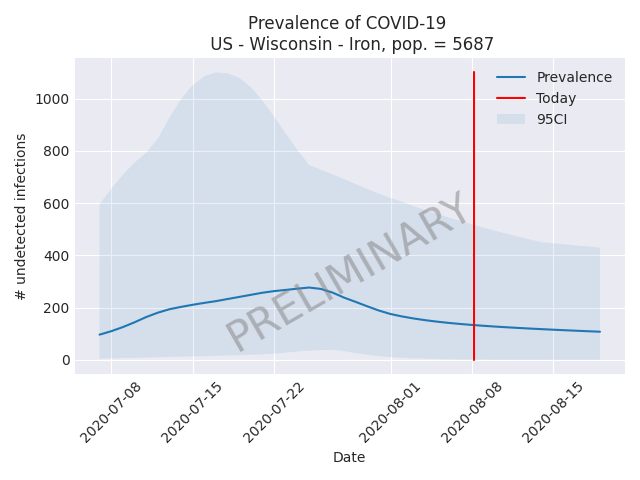 Prevalence of COVID-19
US - Wisconsin - Iron, pop. = 5687
Prevalence
Today
95CI
1000
800
600
400
200
0
# undetected infections
PRELIMINARY
2020-07-08
2020-07-15
2020-07-22
2020-08-01
2020-08-08
2020-08-15
Date